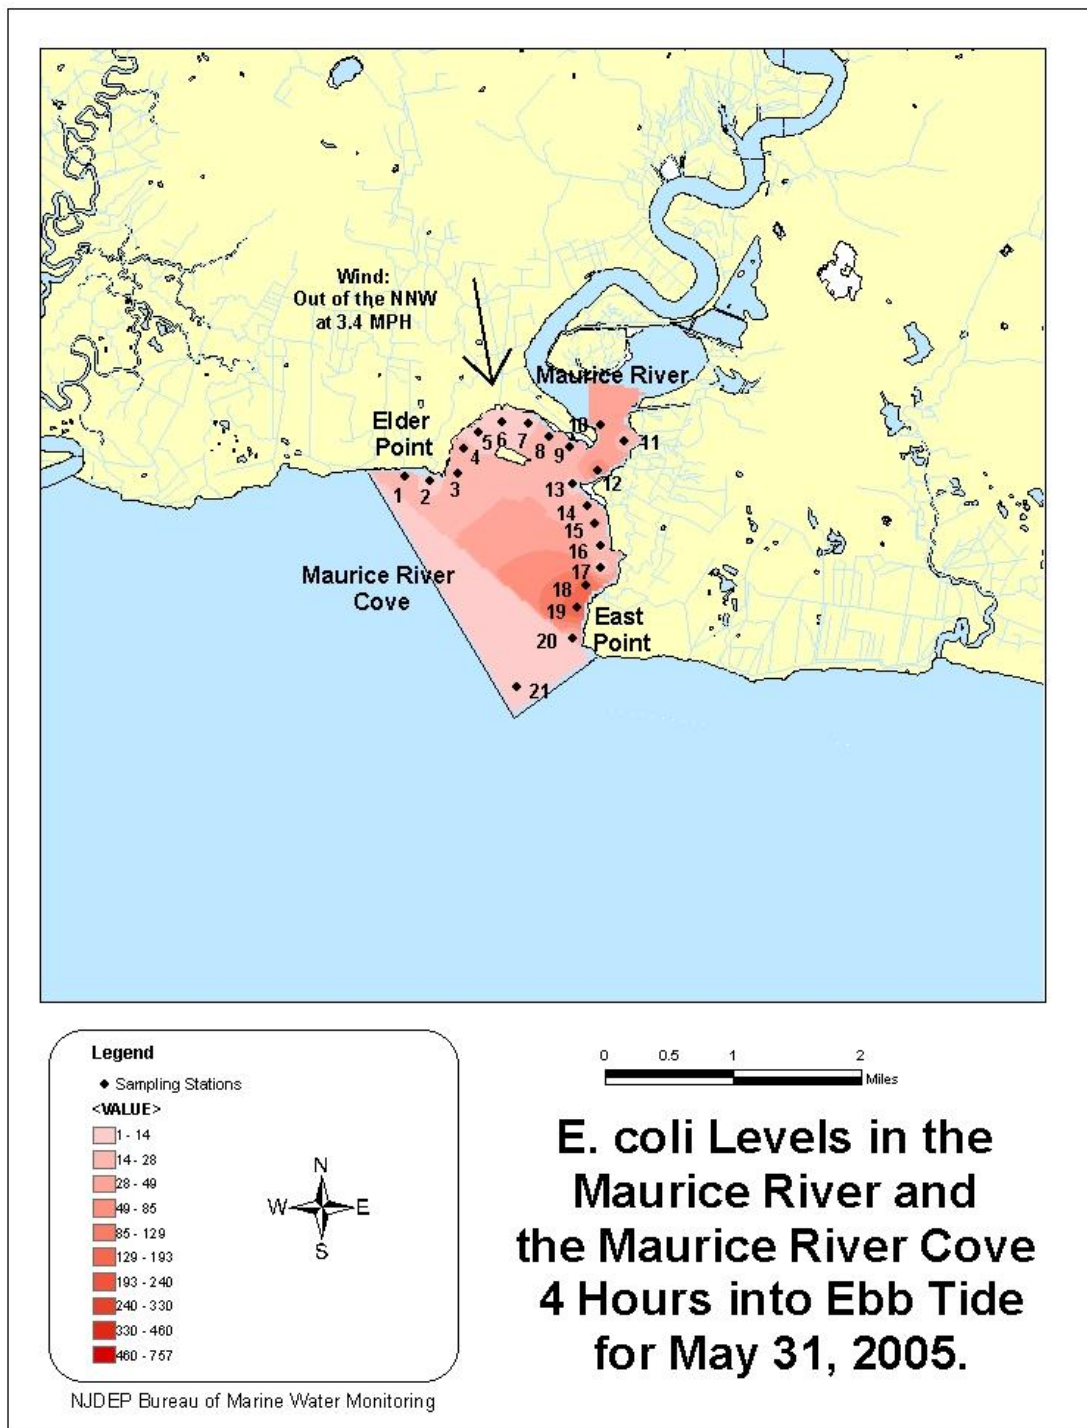 Wind:
Out of the NNW
at 3.4 MPH
Maurice River
Elder
Point
1
2
3
4
5
6
7
8
9
10
11
12
13
14
15
16
17
18
19
20
21
Maurice River
Cove
East
Point
Legend
Sampling Stations
<VALUE>
1 - 14
14 - 28
28 - 49
49 - 85
85 - 129
129 - 193
193 - 240
240 - 330
330 - 460
460 - 757
N
W E
S
NJDEP Bureau of Marine Water Monitoring
0 0.5 1 2
Miles
E. coli Levels in the
Maurice River and
the Maurice River Cove
4 Hours into Ebb Tide
for May 31, 2005.